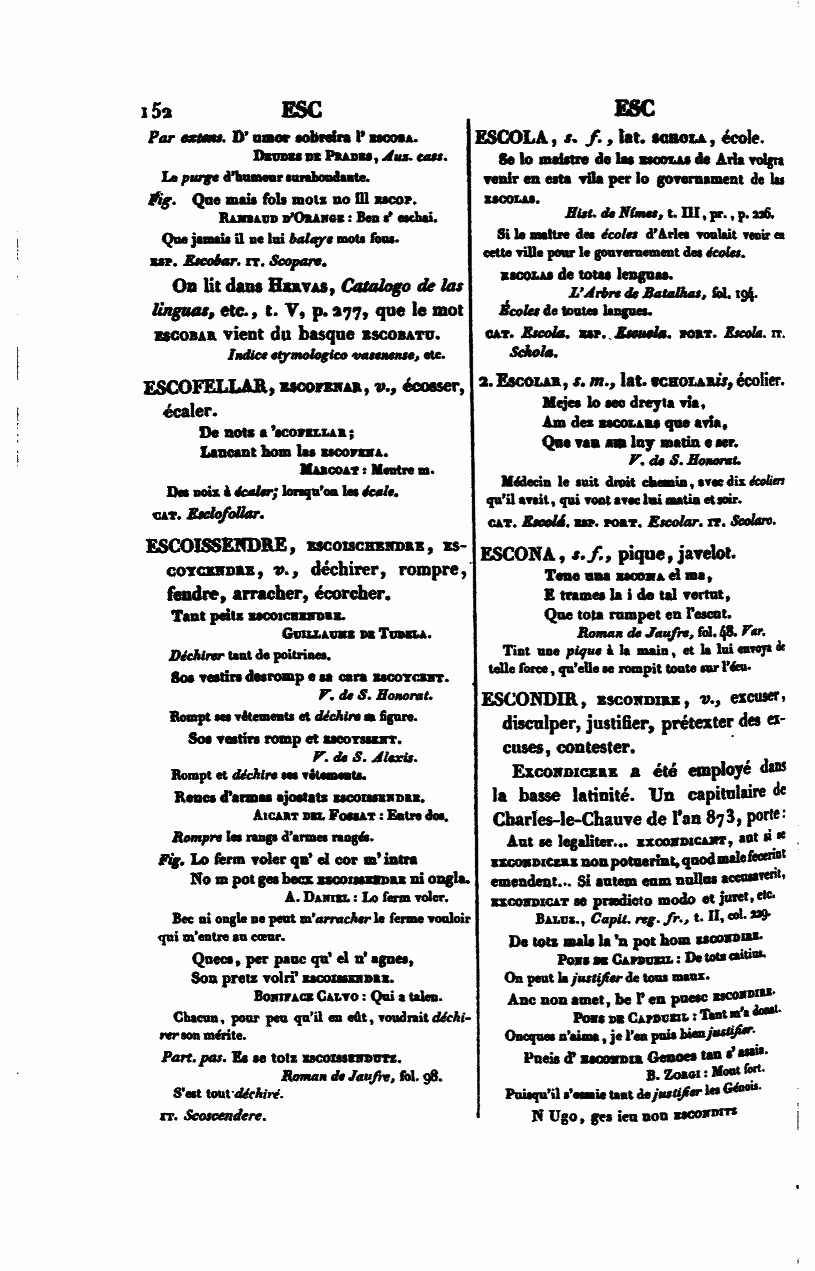 152 ESC
Par extens. D' umor sobreira l' ESCOBA.
DEUDES DE PRADES, Aus. cass.
La purge d'humeur surabondante.
Fig. Que mais fols motz no ill ESCOP.
RAMBAUD D'ORANGE : Ben s' eschai.
Que jamais il ne lui balaye mots fous.
ESP. Escobar. IT. Scopare.
On lit dans HERVAS, Catalogo de las
linguas, etc., t. V, p. 277, que le mot
ESCOBAR vient du basque ESCOBATU.
Indice etymologico vascuense, etc.
ESCOFELLAR, ESCOFENAR, v., écosser,
écaler.
De notz a 'SCOFELLAR;
Lancant hom las ESCOFENA.
MARCOAT : Mentre m.
Des noix à écaler; lorsqu'on les écale.
CAT. Esclofollar.
ESCOISSENDRE, ESCOISCHENDRE, ES-
COYCENDRE, v., déchirer, rompre,
fendre, arracher, écorcher.
Tant peitz ESCOICHENDRE.
GUILLAUME DE TUDELA.
Déchirer tant de poitrines.
Sos vestirs desromp e sa cara ESCOYCENT.
V. de S. Honorat.
Rompt ses vêtements et déchire sa figure.
Sos vestirs romp et ESCOYSSENT.
V. de S. Alexis.
Rompt et déchire ses vêtements.
Rencs d'armas ajostatz ESCOISSENDRE.
AICART DEL FOSSAT : Entre dos.
Rompre les rangs d'armes rangés.
Fig. Lo ferm voler qu' el cor m' intra
No m pot ges becx ESCOISSENDRE ni ongla.
A. DANIEL : Lo ferm voler.
Bec ni ongle ne peut m'arracher le ferme vouloir
qui m'entre au cœur.
Quecs, per pauc qu' el n' agues,
Son pretz volri' ESCOISSENDRE.
BONIFACE CALVO : Qui a talen.
Chacun, pour peu qu'il en eût, voudrait déchi-
rer son mérite.
Part. pas. Es se totz ESCOISSENDUTZ.
Roman de Jaufre, fol. 98.
S'est tout déchiré.
IT. Scoscendere.
ESC
ESCOLA, s. f., lat. SCHOLA, école.
Se lo maistre de las ESCOLAS de Arla volgra
venir en esta vila per lo governament de las
ESCOLAS.
Hist. de Nîmes, t. III, pr., p. 226.
Si le maître des écoles d'Arles voulait venir en
cette ville pour le gouvernement des écoles.
ESCOLAS de totas lenguas.
L'Arbre de Batalhas, fol. 194.
Écoles de toutes langues.
CAT. Escola. ESP. Escuela. PORT. Escola. IT.
Schola.
2. ESCOLAR, s. m., lat. SCHOLARis, écolier.
Mejes lo sec dreyta via,
Am dez ESCOLARS que avia,
Que van am luy matin e ser.
V. de S. Honorat.
Médecin le suit droit chemin, avec dix écoliers
qu'il avait, qui vont avec lui matin et soir.
CAT. Escolá. ESP. PORT. Escolar. IT. Scolaro.
ESCONA, s. f., pique, javelot.
Tenc una ESCONA el ma,
E trames la i de tal vertut,
Que tota rumpet en l'escut.
Roman de Jaufre, fol. 48. Var.
Tint une pique à la main, et la lui envoya de
telle force, qu'elle se rompit toute sur l'écu.
ESCONDIR, ESCONDIRE, v., excuser,
disculper, justifier, prétexter des ex-
cuses, contester.
EXCONDICERE a été employé dans
la basse latinité. Un capitulaire de
Charles-le-Chauve de l'an 873, porte:
Aut se legaliter... EXCONDICANT, aut si se
EXCONDICERE non potuerint, quod male fecerint
emendent... Si autem eum nullus accusaverit,
EXCONDICAT se prædicto modo et juret, etc.
BALUZ., Capit. reg. fr., t. II, col. 229.
De totz mals la 'n pot hom ESCONDIRE.
PONS DE CAPDUEIL : De totz caitius.
On peut la justifier de tous maux.
Anc non amet, be l' en puesc ESCONDIRE.
PONS DE CAPDUEIL : Tant m'a donat.
Oncques n'aima, je l'en puis bien justifier.
Pueis d' ESCONDIR Genoes tan s' assis.
B. ZORGI : Mout fort.
Puisqu'il s'essaie tant de justifier les Génois.
N Ugo, ges ieu non ESCONDITZ